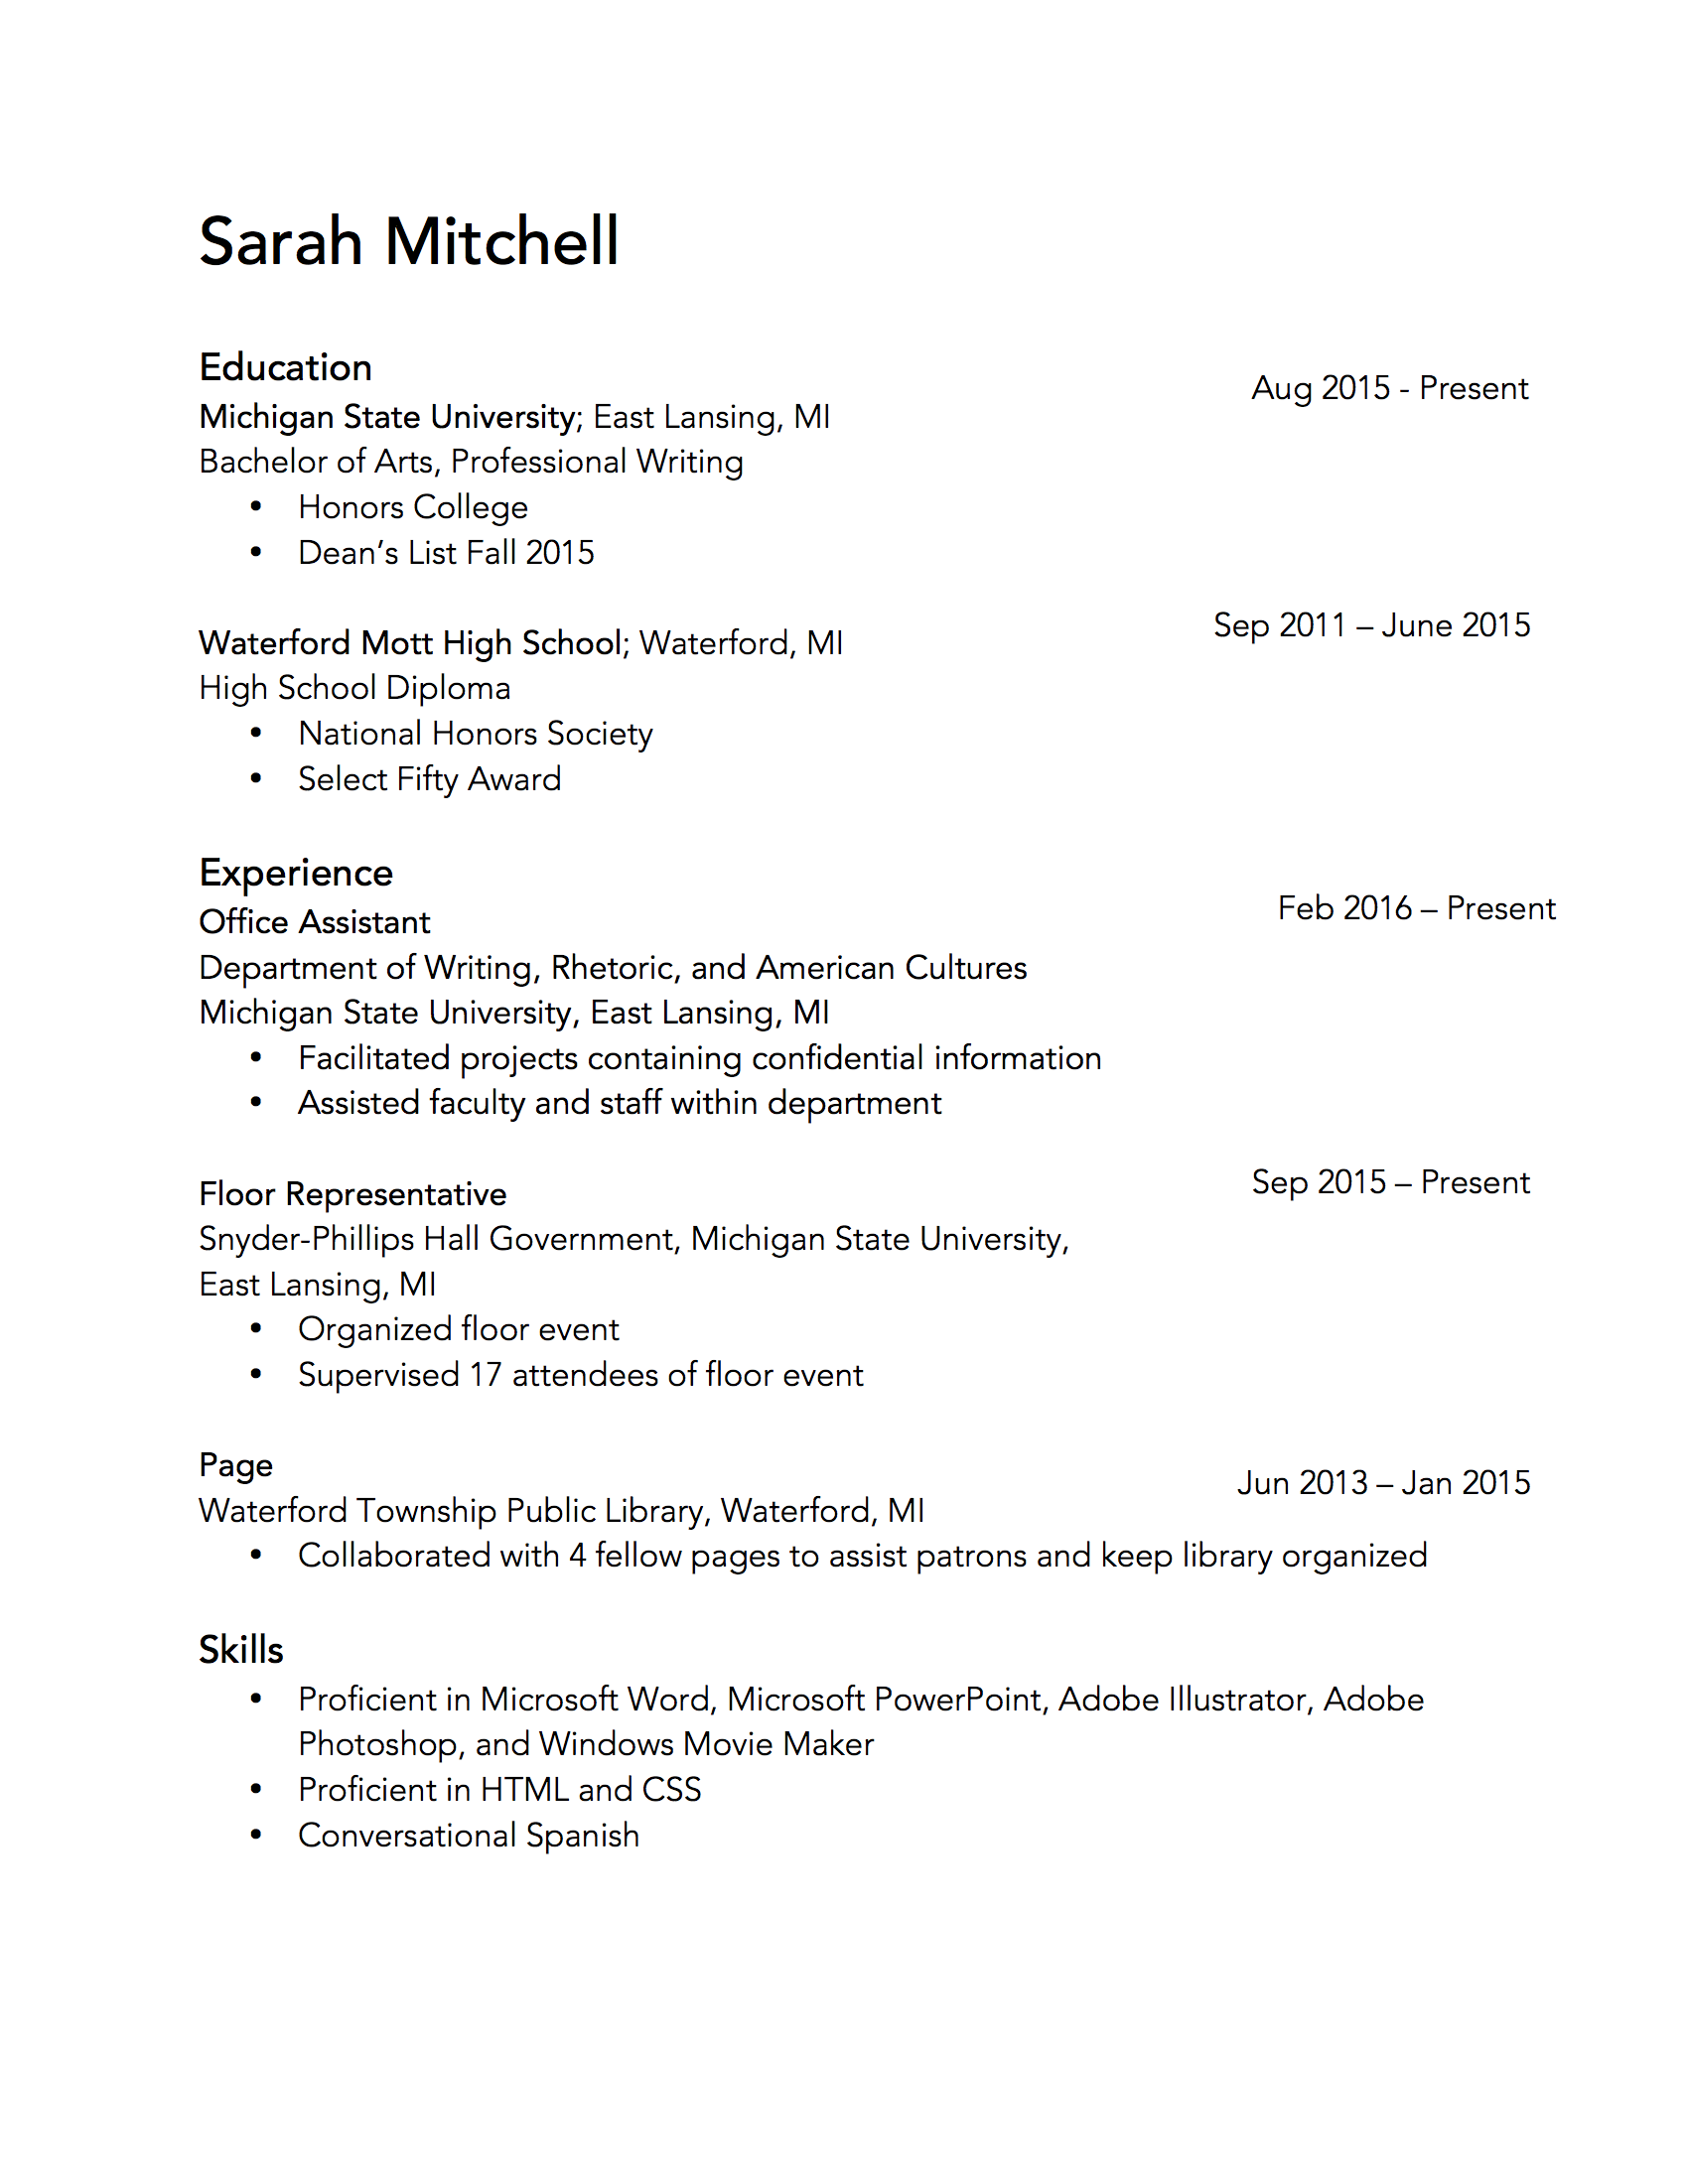 Sarah Mitchell
Education
Aug 2015 - Present
Michigan State University; East Lansing, MI
Bachelor of Arts, Professional Writing
• Honors College
• Dean’s List Fall 2015
Sep 2011 – June 2015
Waterford Mott High School; Waterford, MI
High School Diploma
• National Honors Society
• Select Fifty Award
Experience
Feb 2016 – Present
Office Assistant
Department of Writing, Rhetoric, and American Cultures
Michigan State University, East Lansing, MI
• Facilitated projects containing confidential information
• Assisted faculty and staff within department
Sep 2015 – Present
Floor Representative
Snyder-Phillips Hall Government, Michigan State University,
East Lansing, MI
• Organized floor event
• Supervised 17 attendees of floor event
Page
Jun 2013 – Jan 2015
Waterford Township Public Library, Waterford, MI
• Collaborated with 4 fellow pages to assist patrons and keep library organized
Skills
• Proficient in Microsoft Word, Microsoft PowerPoint, Adobe Illustrator, Adobe
Photoshop, and Windows Movie Maker
• Proficient in HTML and CSS
• Conversational Spanish